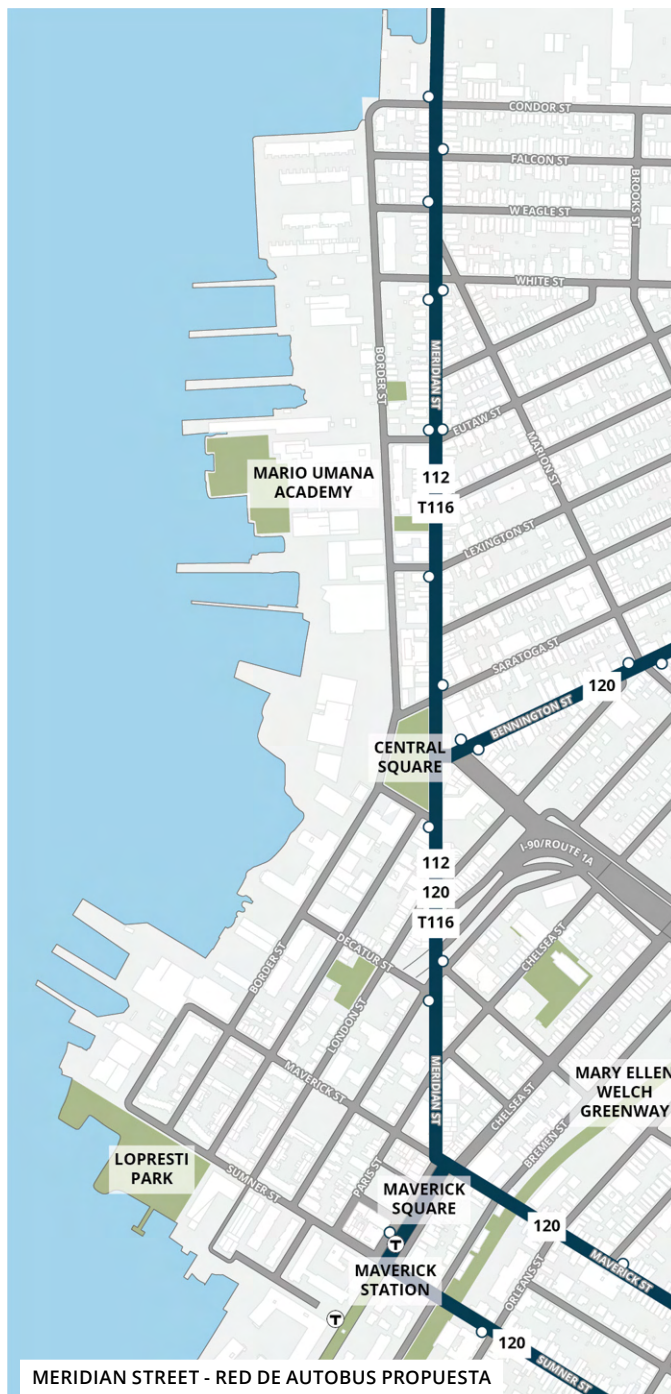 CONDOR ST
FALCON ST
BROOKS ST
W EAGLE ST
WHITE ST
BORDER ST
MERIDIAN ST
EUTAW ST
MARION ST
MARIO UMANA
ACADEMY
112
T116
LEXINGTON ST
SARATOGA ST
120
BENNINGTON ST
CENTRAL
SQUARE
I-90/ROUTE 1A
112
120
T116
CHELSEA ST
DECATUR ST
BORDER ST
LONDON ST
MERIDIAN ST
MAVERICK ST
MARY ELLEN
WELCH
GREENWAY
CHELSEA ST
BREMEN ST
LOPRESTI
PARK
SUMNER ST
PARIS ST
MAVERICK
SQUARE
120
T
MAVERICK
STATION
MAVERICK ST
ORLEANS ST
T
120
SUMNER ST
MERIDIAN STREET - RED DE AUTOBUS PROPUESTA